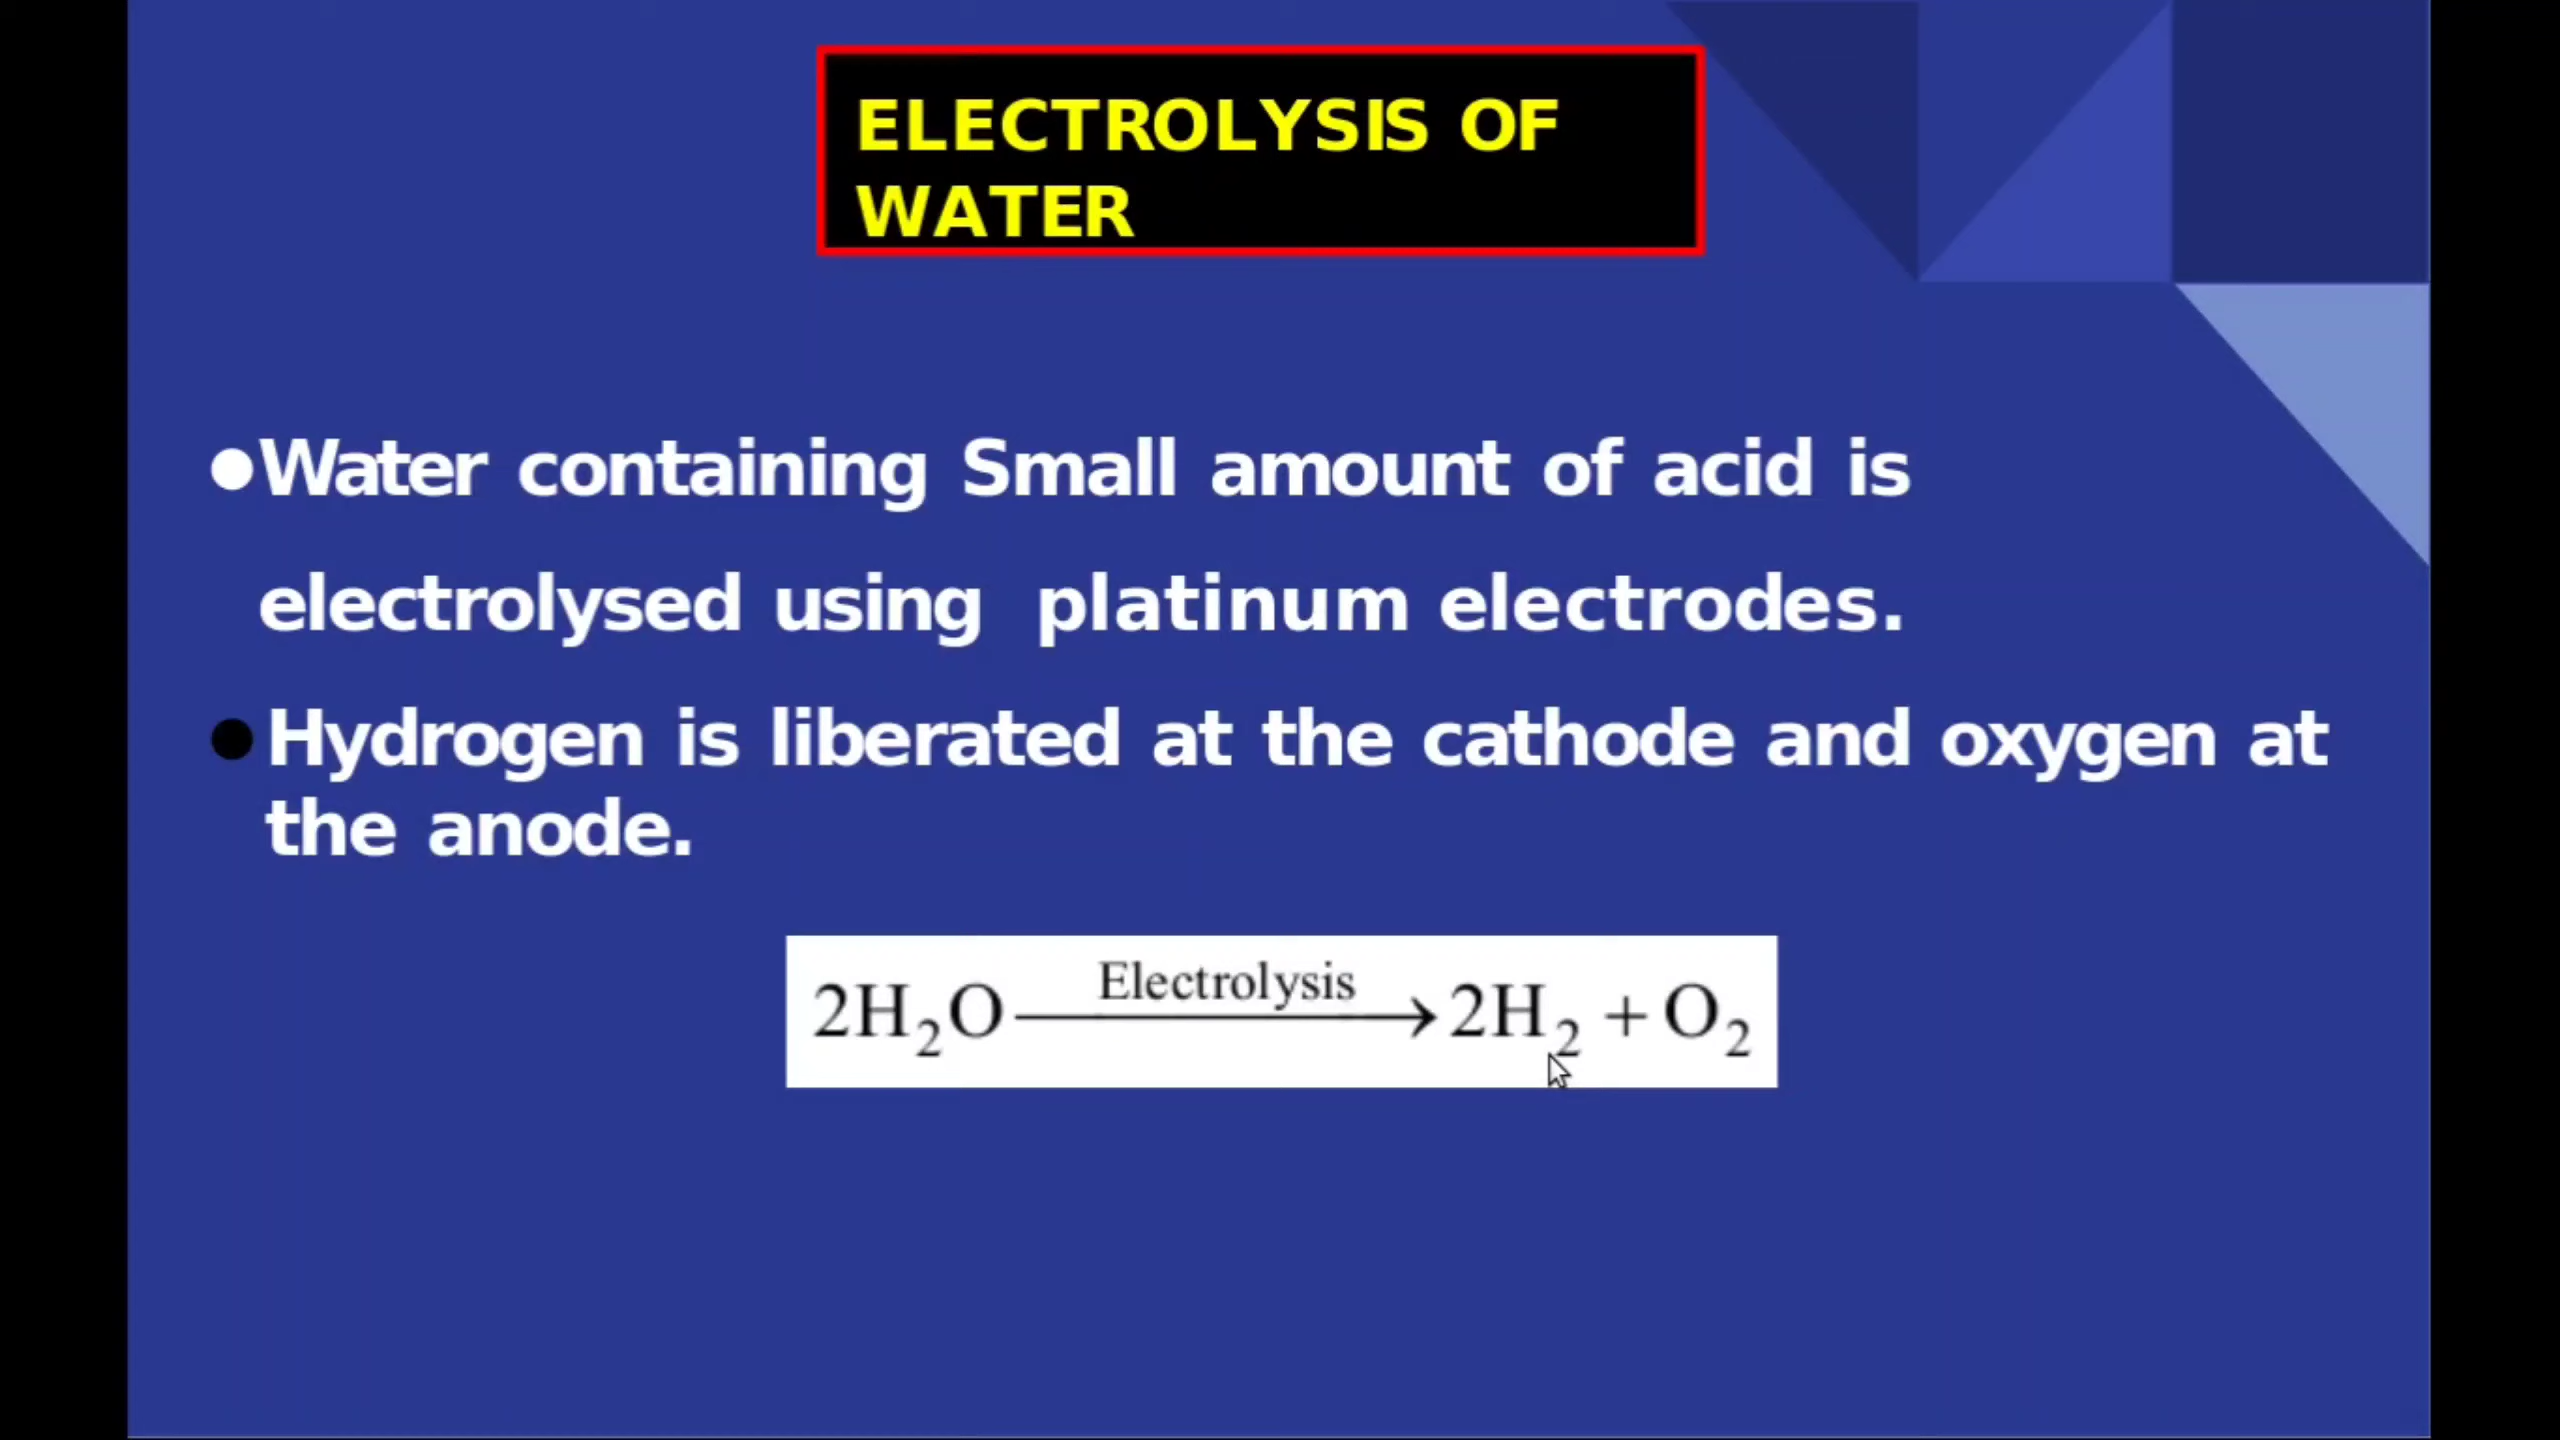 ELECTROLYSIS OF
WATER
●Water containing Small amount of acid is
electrolysed using platinum electrodes.
●Hydrogen is liberated at the cathode and oxygen at
the anode.
2H₂O —Electrolysis→ 2H₂ + O₂